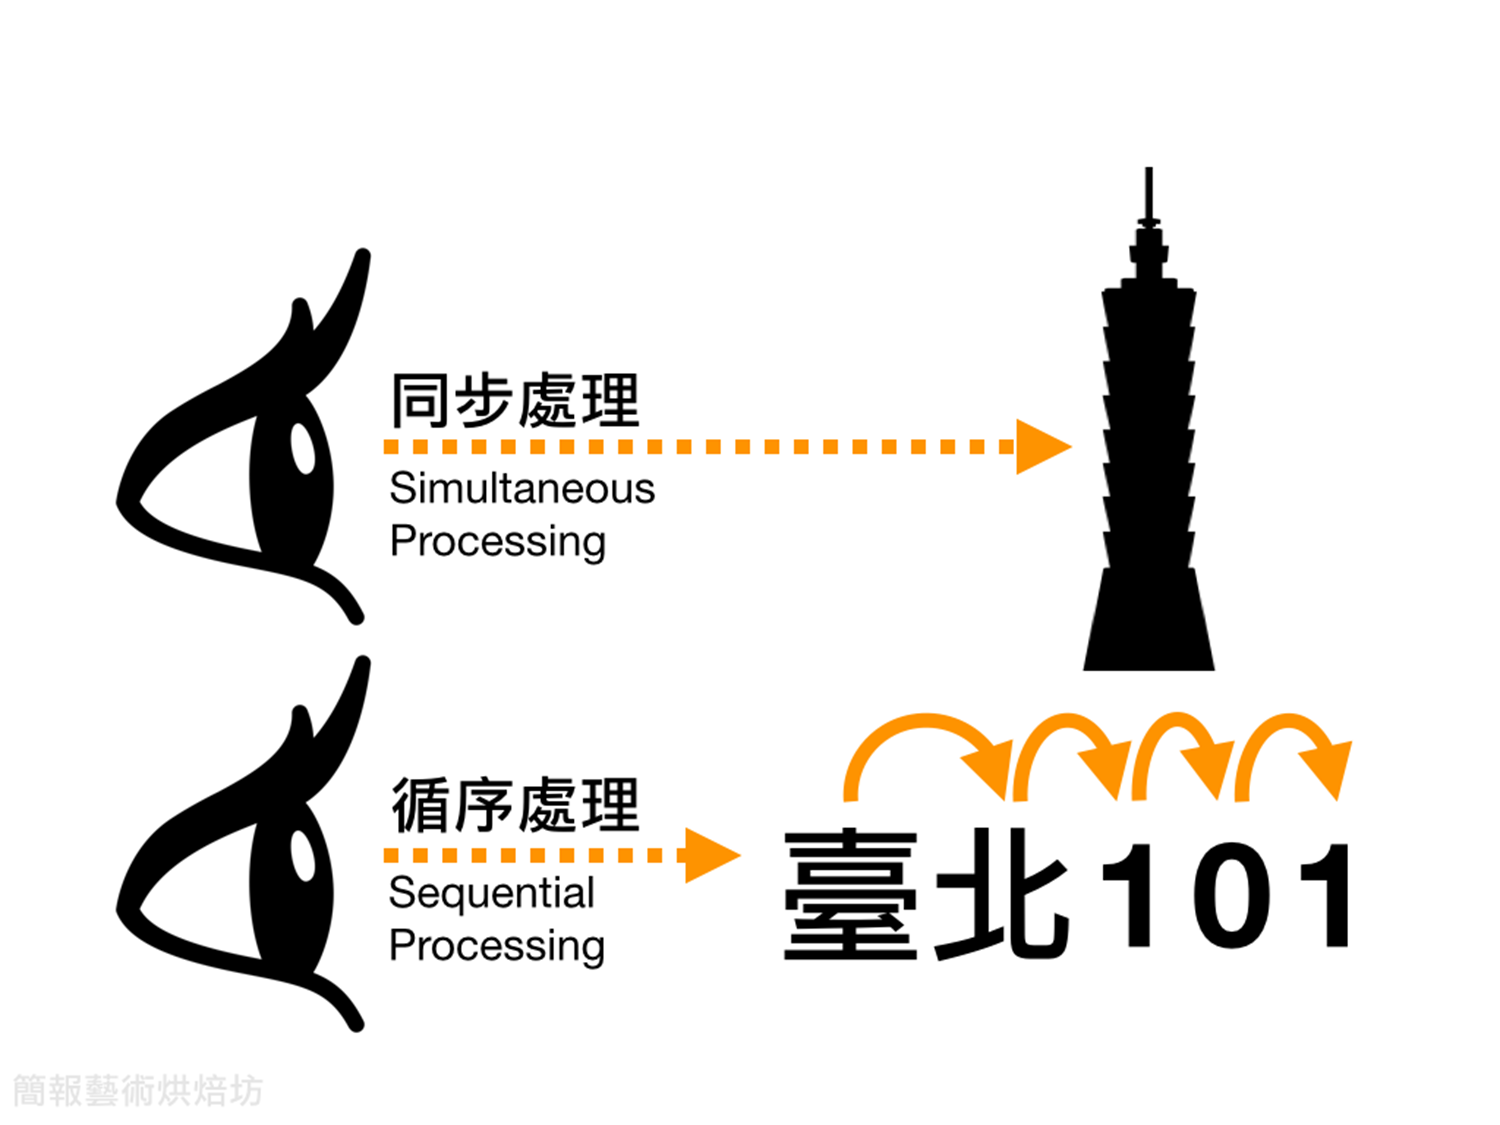 同步處理
Simultaneous
Processing
循序處理
Sequential
Processing
臺北101
簡報藝術烘焙坊